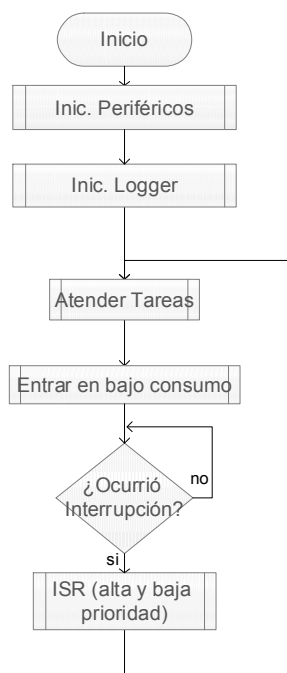 Inicio
Inic. Periféricos
Inic. Logger
Atender Tareas
Entrar en bajo consumo
¿Ocurrió
Interrupción?
no
si
ISR (alta y baja
prioridad)